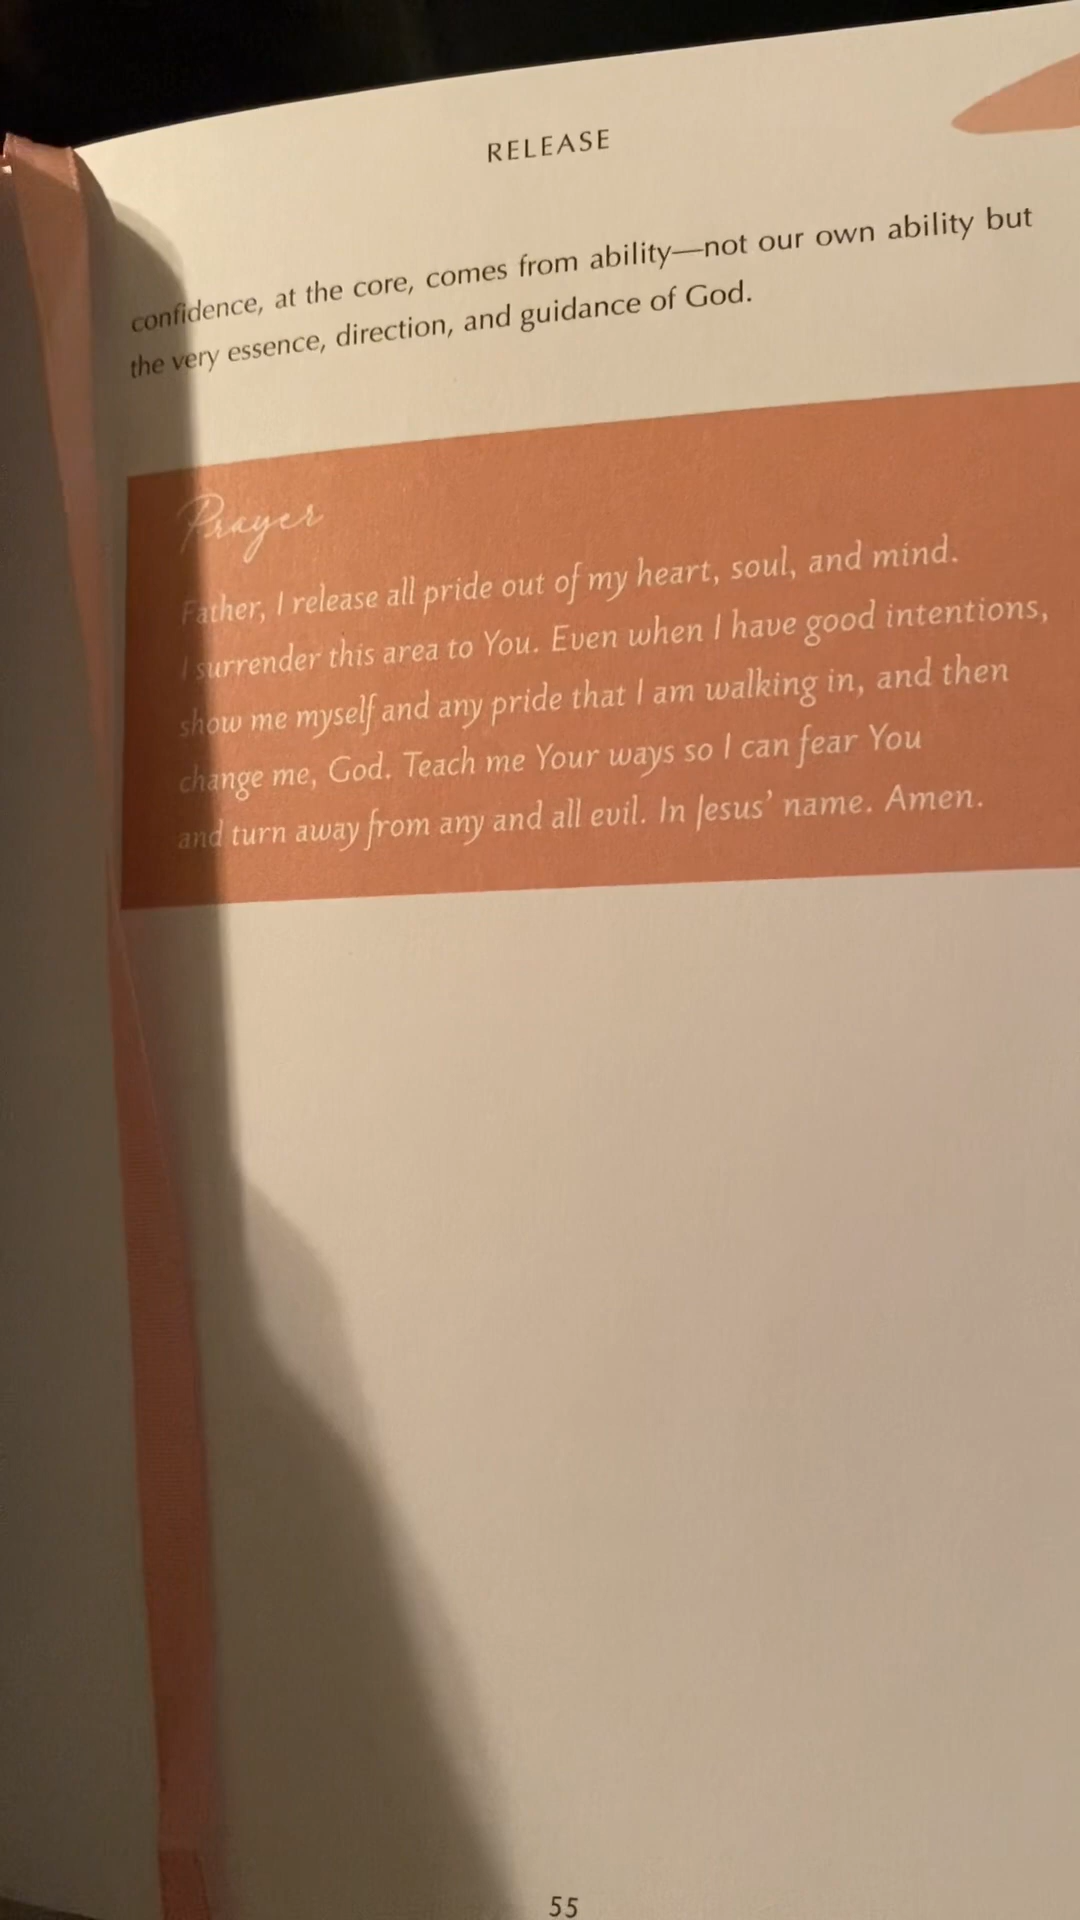 RELEASE
confidence, at the core, comes from ability—not our own ability but
the very essence, direction, and guidance of God.
Prayer
Father, I release all pride out of my heart, soul, and mind.
I surrender this area to You. Even when I have good intentions,
show me myself and any pride that I am walking in, and then
change me, God. Teach me Your ways so I can fear You
and turn away from any and all evil. In Jesus’ name. Amen.
55